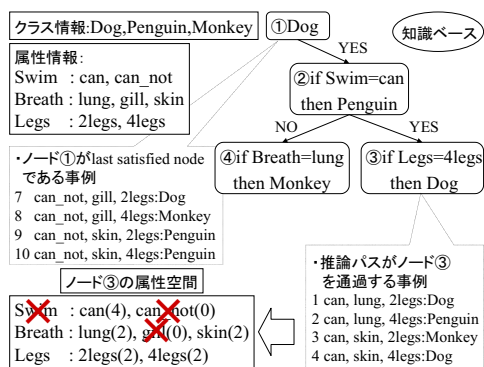 クラス情報:Dog,Penguin,Monkey
属性情報:
Swim : can, can_not
Breath : lung, gill, skin
Legs : 2legs, 4legs
①Dog
知識ベース
YES
②if Swim=can
then Penguin
NO
YES
④if Breath=lung
then Monkey
③if Legs=4legs
then Dog
・ノード①がlast satisfied node
である事例
7 can_not, gill, 2legs:Dog
8 can_not, gill, 4legs:Monkey
9 can_not, skin, 2legs:Penguin
10 can_not, skin, 4legs:Penguin
・推論パスがノード③
を通過する事例
1 can, lung, 2legs:Dog
2 can, lung, 4legs:Penguin
3 can, skin, 2legs:Monkey
4 can, skin, 4legs:Dog
ノード③の属性空間
Swim : can(4), can_not(0)
Breath : lung(2), gill(0), skin(2)
Legs : 2legs(2), 4legs(2)